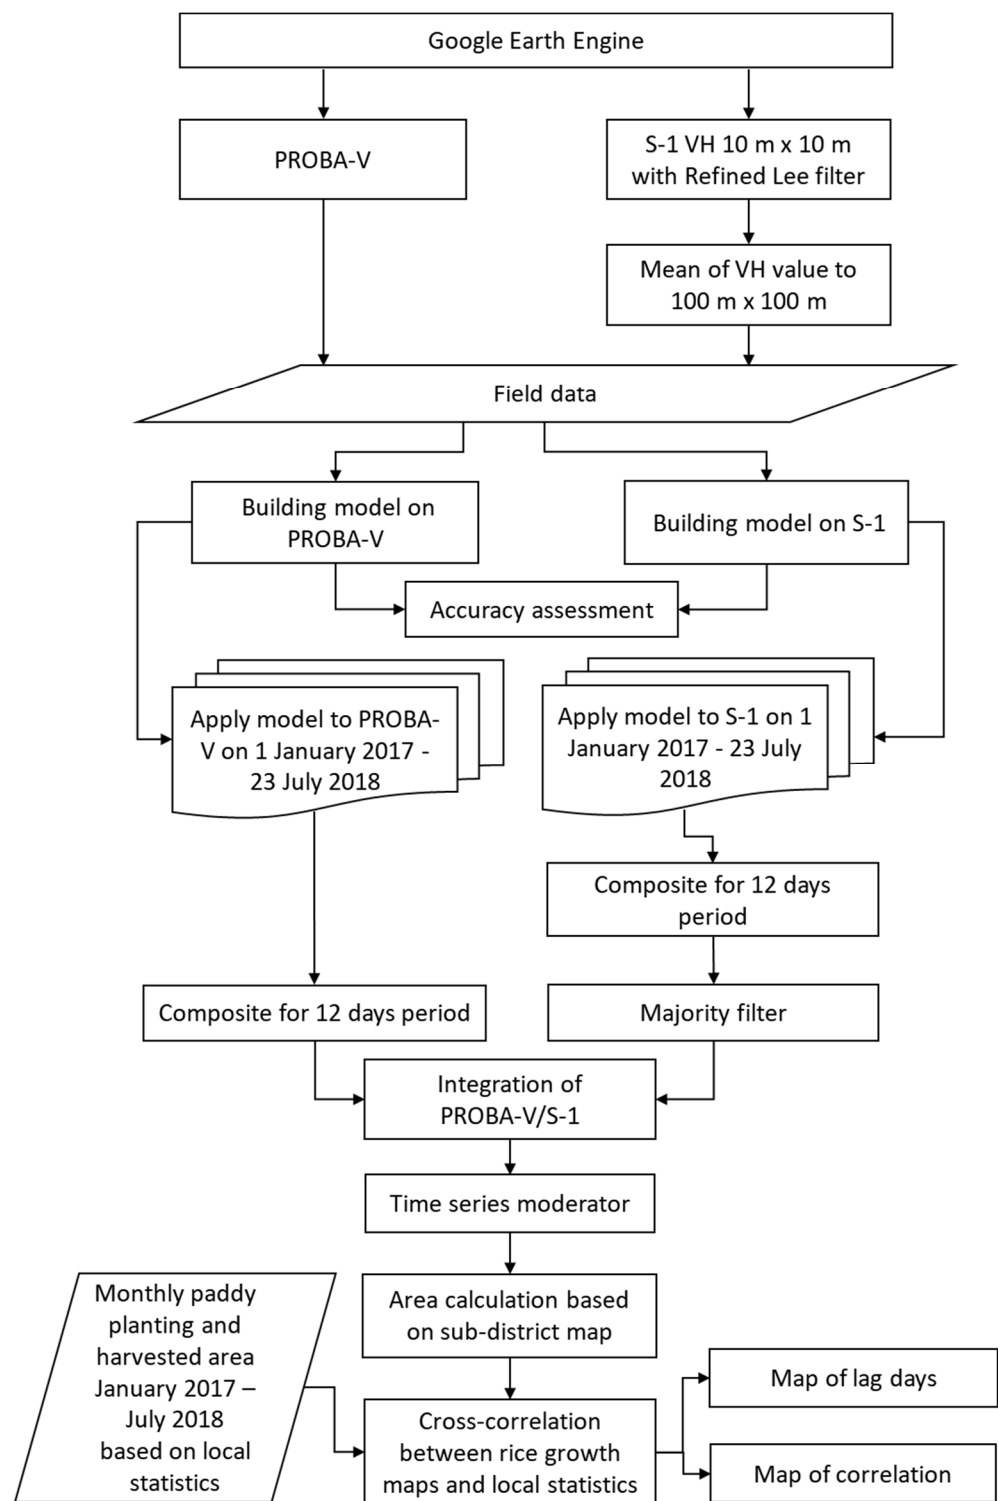 Google Earth Engine
PROBA-V
S-1 VH 10 m x 10 m
with Refined Lee filter
Mean of VH value to
100 m x 100 m
Field data
Building model on
PROBA-V
Building model on S-1
Accuracy assessment
Apply model to PROBA-
V on 1 January 2017 -
23 July 2018
Apply model to S-1 on 1
January 2017 - 23 July
2018
Composite for 12 days
period
Composite for 12 days period
Majority filter
Integration of
PROBA-V/S-1
Time series moderator
Area calculation based
on sub-district map
Monthly paddy
planting and
harvested area
January 2017 –
July 2018
based on local
statistics
Cross-correlation
between rice growth
maps and local statistics
Map of lag days
Map of correlation